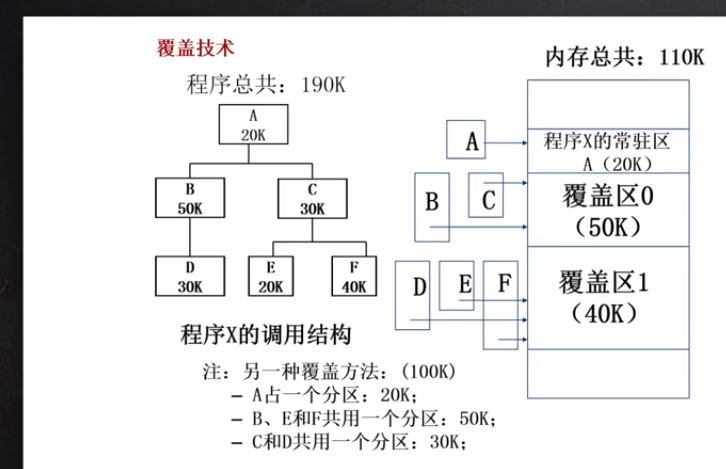 覆盖技术
程序总共：190K
A
20K
B
50K
C
30K
D
30K
E
20K
F
40K
程序X的调用结构
内存总共：110K
A
程序X的常驻区
A（20K）
B
C
覆盖区0
（50K）
D
E
F
覆盖区1
（40K）
注：另一种覆盖方法：(100K)
— A占一个分区：20K；
— B、E和F共用一个分区：50K；
— C和D共用一个分区：30K；